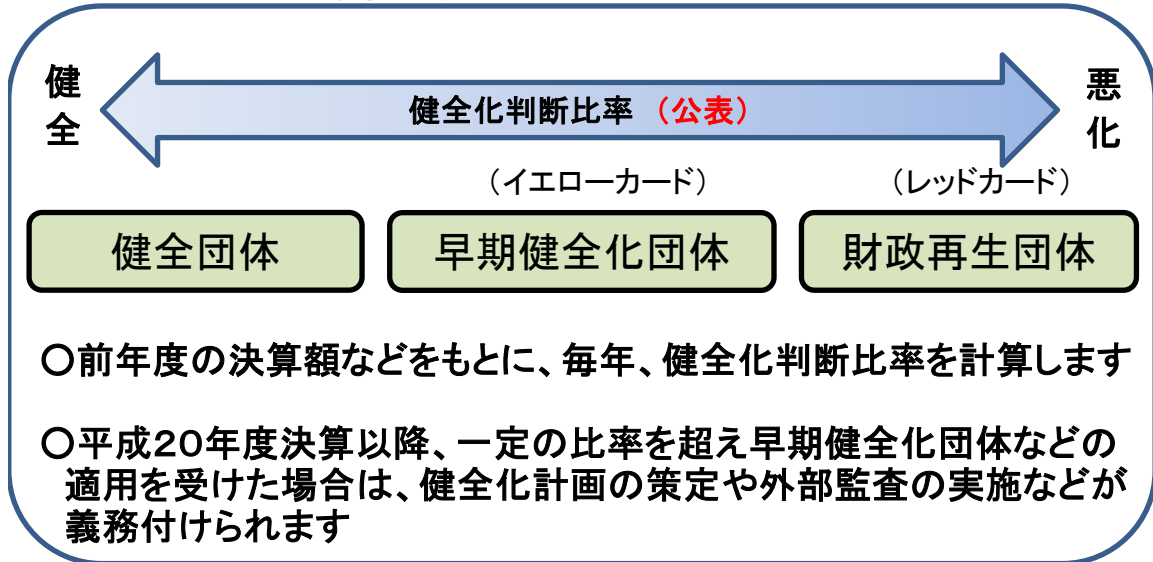 健全
悪化
健全化判断比率 （公表）
（イエローカード）
（レッドカード）
健全団体
早期健全化団体
財政再生団体
○前年度の決算額などをもとに、毎年、健全化判断比率を計算します
○平成２０年度決算以降、一定の比率を超え早期健全化団体などの
適用を受けた場合は、健全化計画の策定や外部監査の実施などが
義務付けられます